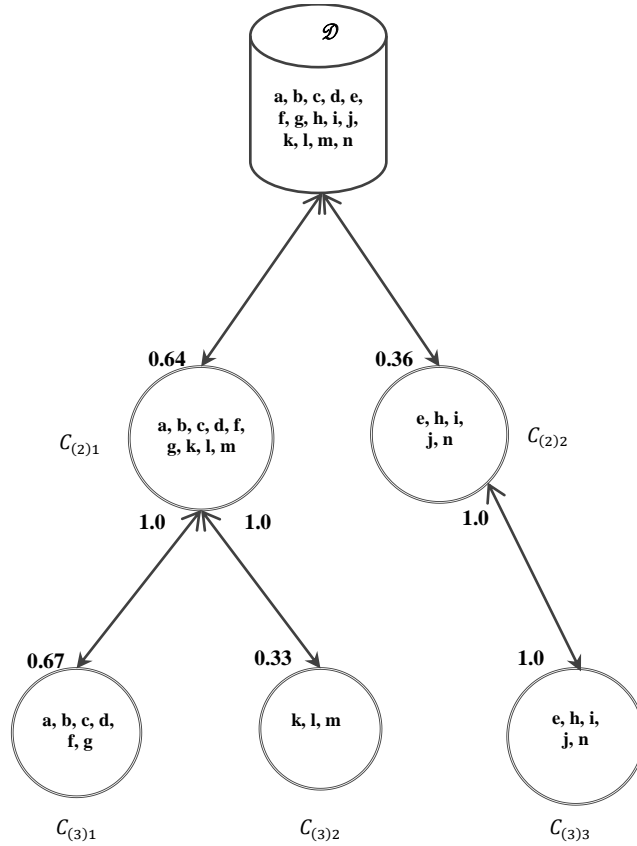 𝒟
a, b, c, d, e,
f, g, h, i, j,
k, l, m, n
0.64
0.36
a, b, c, d, f,
g, k, l, m
e, h, i,
j, n
C(2)1
C(2)2
1.0
1.0
1.0
0.67
0.33
1.0
a, b, c, d,
f, g
k, l, m
e, h, i,
j, n
C(3)1
C(3)2
C(3)3